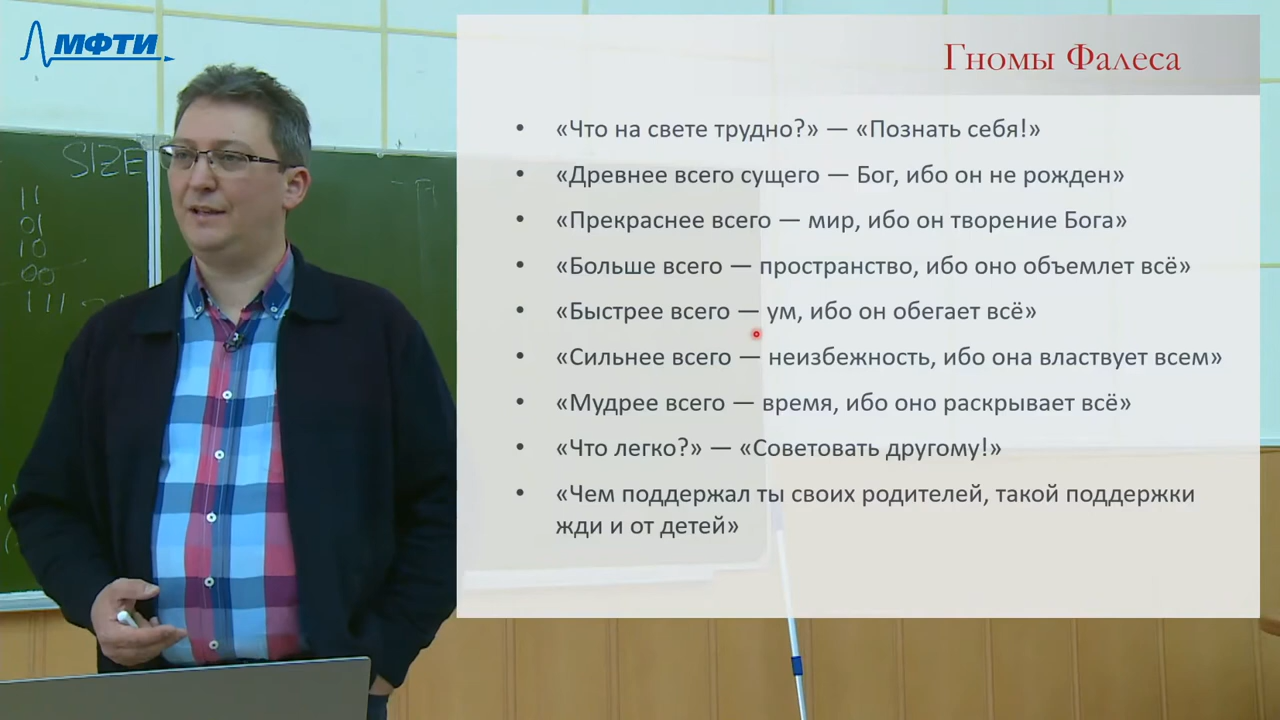 МФТИ
Гномы Фалеса
• «Что на свете трудно?» — «Познать себя!»
• «Древнее всего сущего — Бог, ибо он не рожден»
• «Прекраснее всего — мир, ибо он творение Бога»
• «Больше всего — пространство, ибо оно объемлет всё»
• «Быстрее всего — ум, ибо он обегает всё»
• «Сильнее всего — неизбежность, ибо она властвует всем»
• «Мудрее всего — время, ибо оно раскрывает всё»
• «Что легко?» — «Советовать другому!»
• «Чем поддержал ты своих родителей, такой поддержки
жди и от детей»
SIZE
11
01
10
00
111